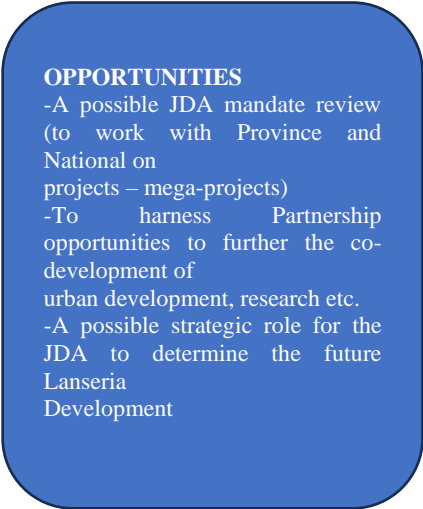 OPPORTUNITIES
-A possible JDA mandate review
(to work with Province and
National on
projects – mega-projects)
-To harness Partnership
opportunities to further the co-
development of
urban development, research etc.
-A possible strategic role for the
JDA to determine the future
Lanseria
Development